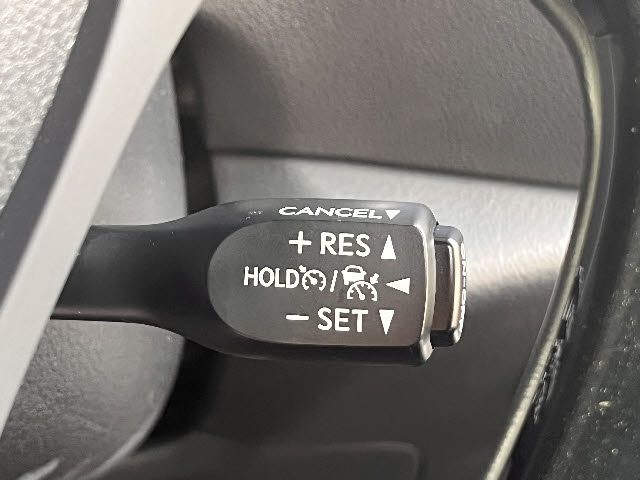 CANCEL▼
+ RES ▲
HOLD / ◀
− SET ▼